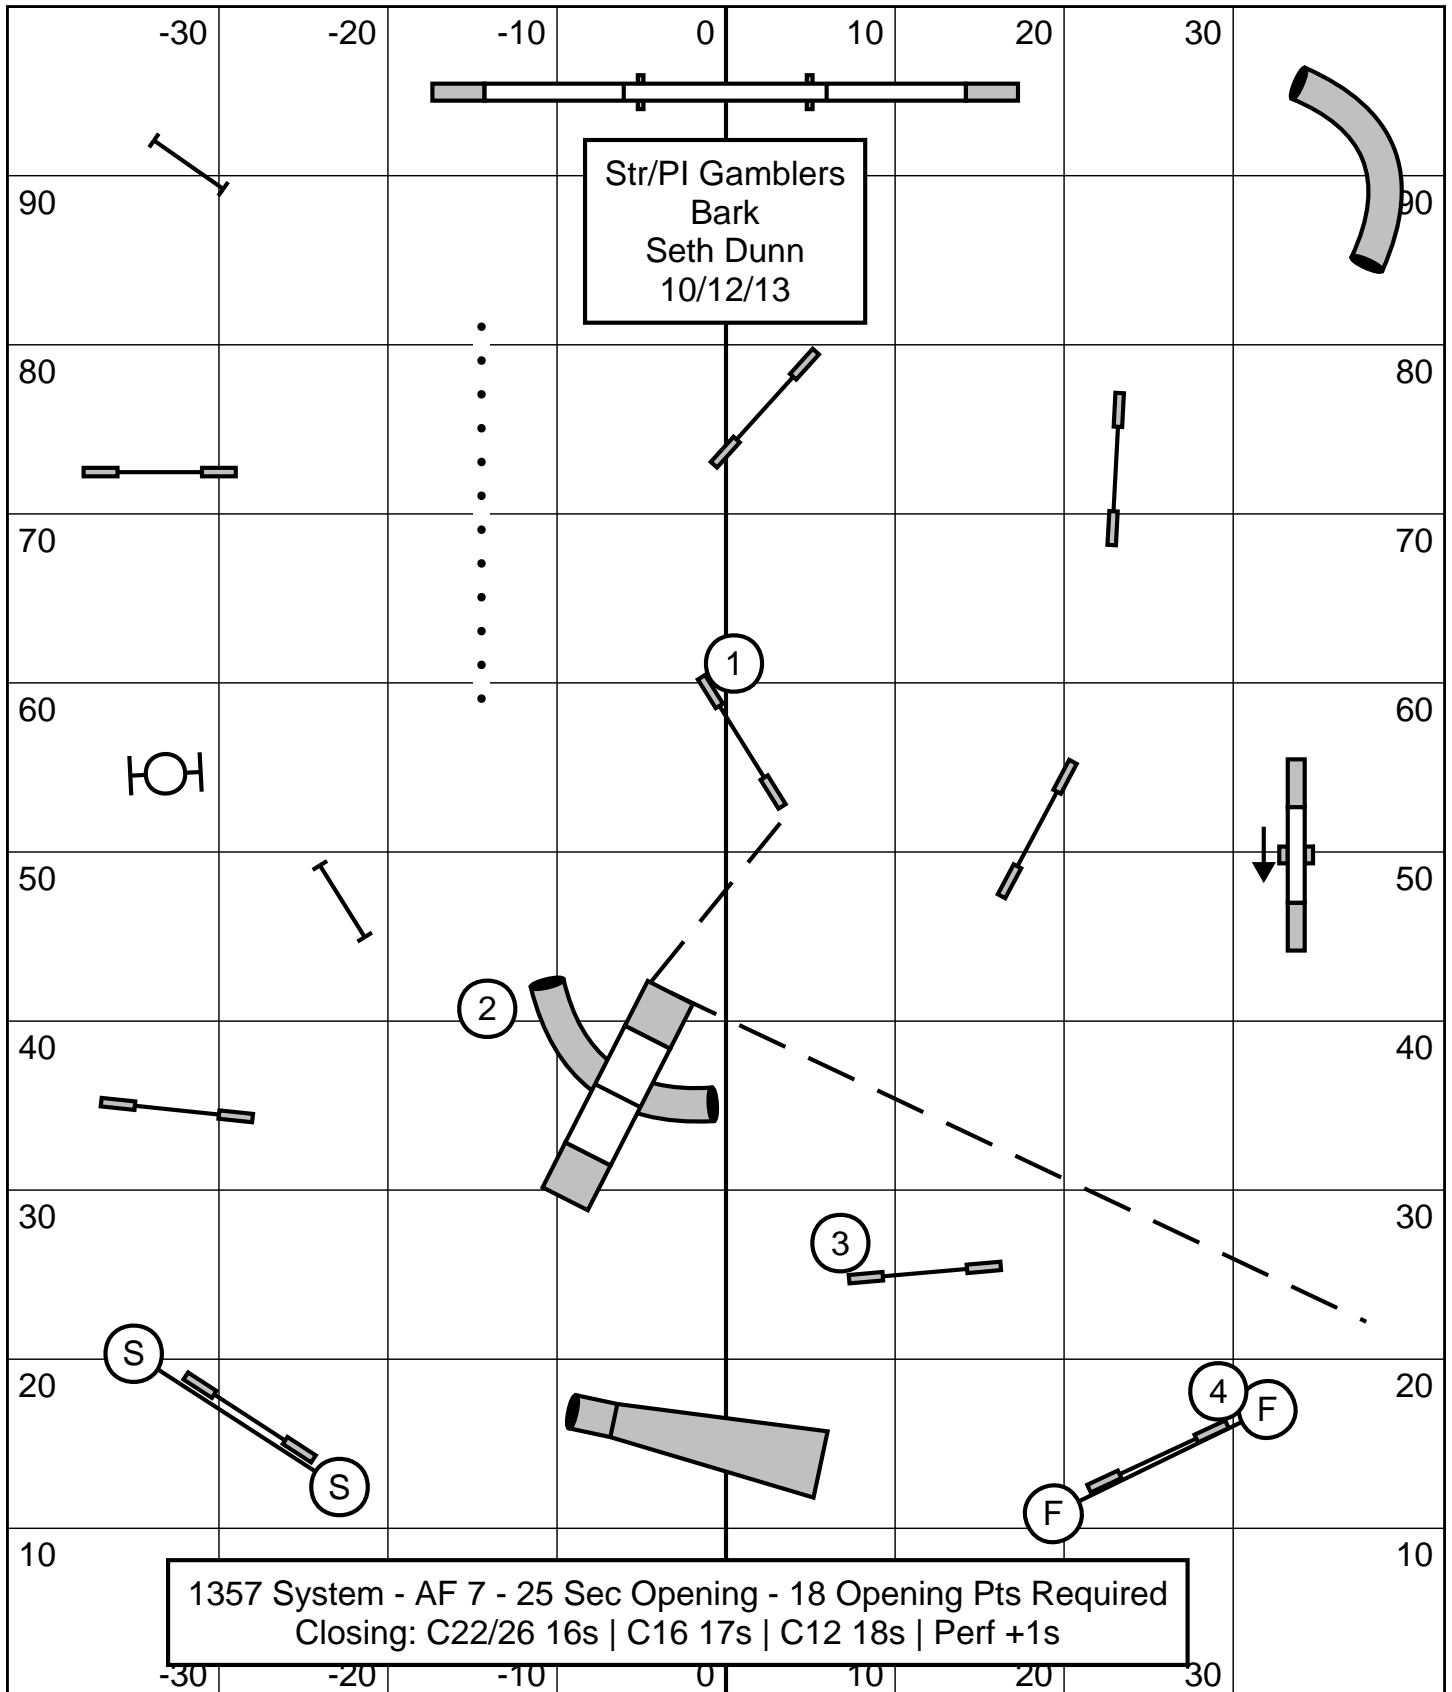 -30 -20 -10 0 10 20 30
Str/PI Gamblers
Bark
Seth Dunn
10/12/13
90 90
80 80
70 70
1
60 60
50 50
2
40 40
30 30
3
S
20 4 F 20
S
F
10 10
1357 System - AF 7 - 25 Sec Opening - 18 Opening Pts Required
Closing: C22/26 16s | C16 17s | C12 18s | Perf +1s
-30 -20 -10 0 10 20 30